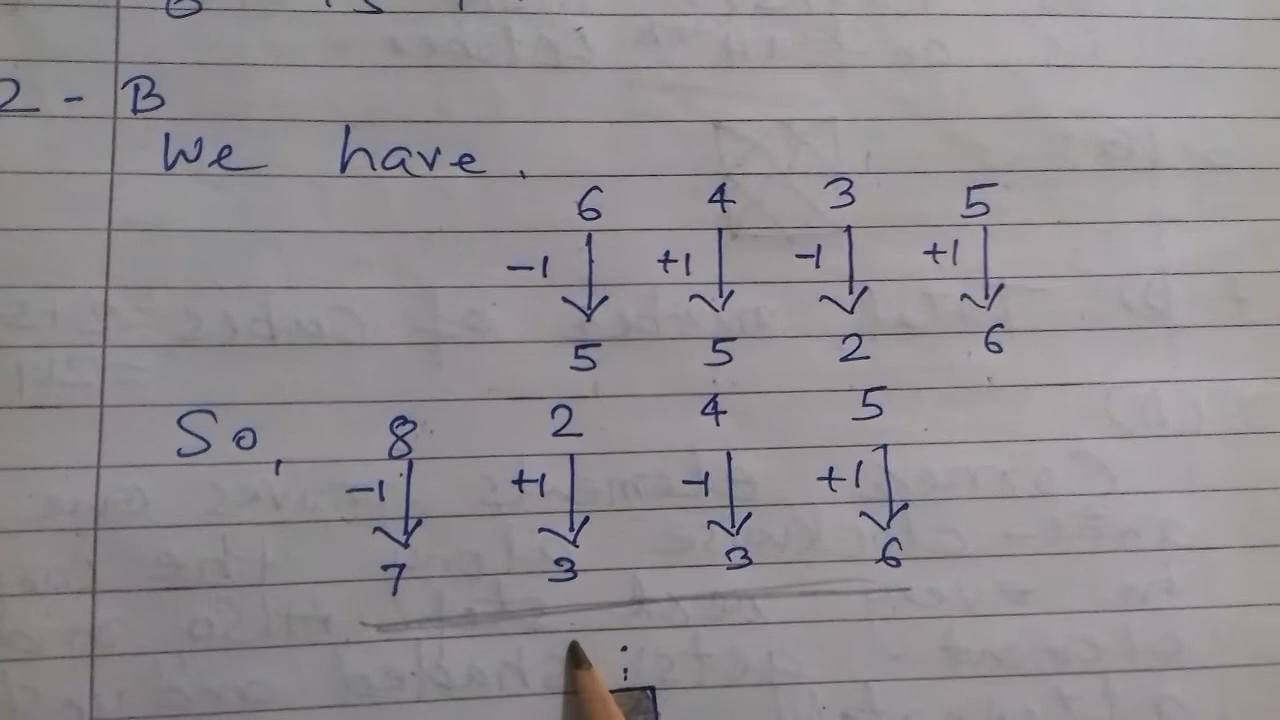 2 - B
We have.
6 4 3 5
-1 +1 -1 +1
5 5 2 6
So, 8 2 4 5
-1 +1 -1 +1
7 3 3 6